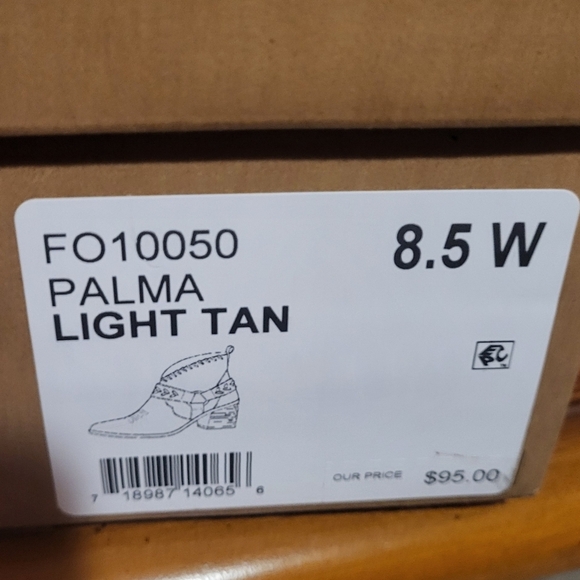 FO10050
8.5 W
PALMA
LIGHT TAN
7 18987 14065 6
OUR PRICE $95.00